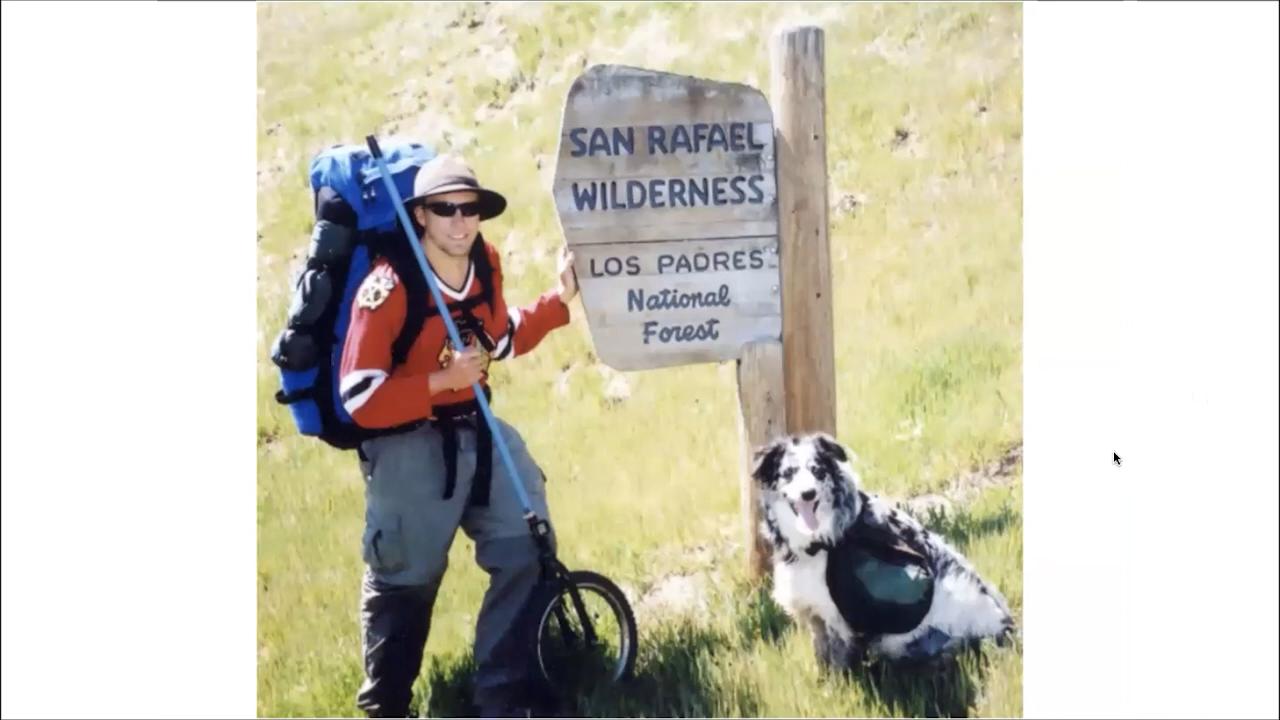 SAN RAFAEL
WILDERNESS
LOS PADRES
National
Forest